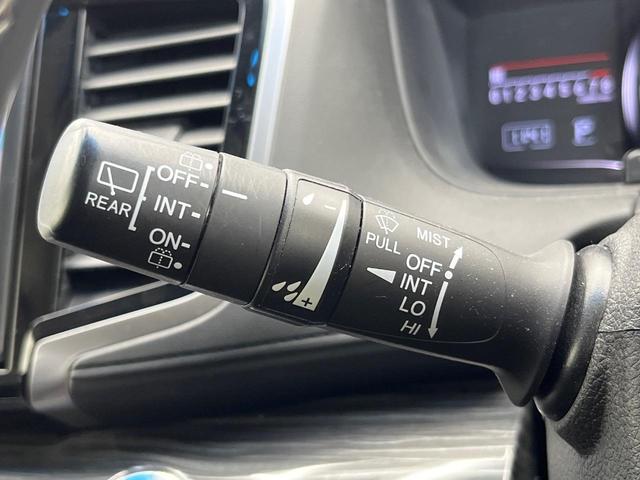 REAR
OFF
INT
ON
−
+
PULL
MIST
OFF
INT
LO
HI